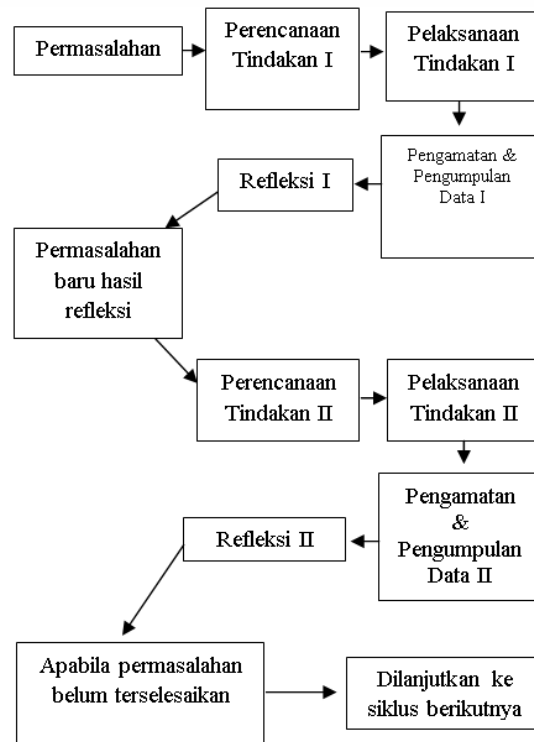 Permasalahan
Perencanaan
Tindakan I
Pelaksanaan
Tindakan I
Pengamatan &
Pengumpulan
Data I
Refleksi I
Permasalahan
baru hasil
refleksi
Perencanaan
Tindakan II
Pelaksanaan
Tindakan II
Pengamatan
&
Pengumpulan
Data II
Refleksi II
Apabila permasalahan
belum terselesaikan
Dilanjutkan ke
siklus berikutnya